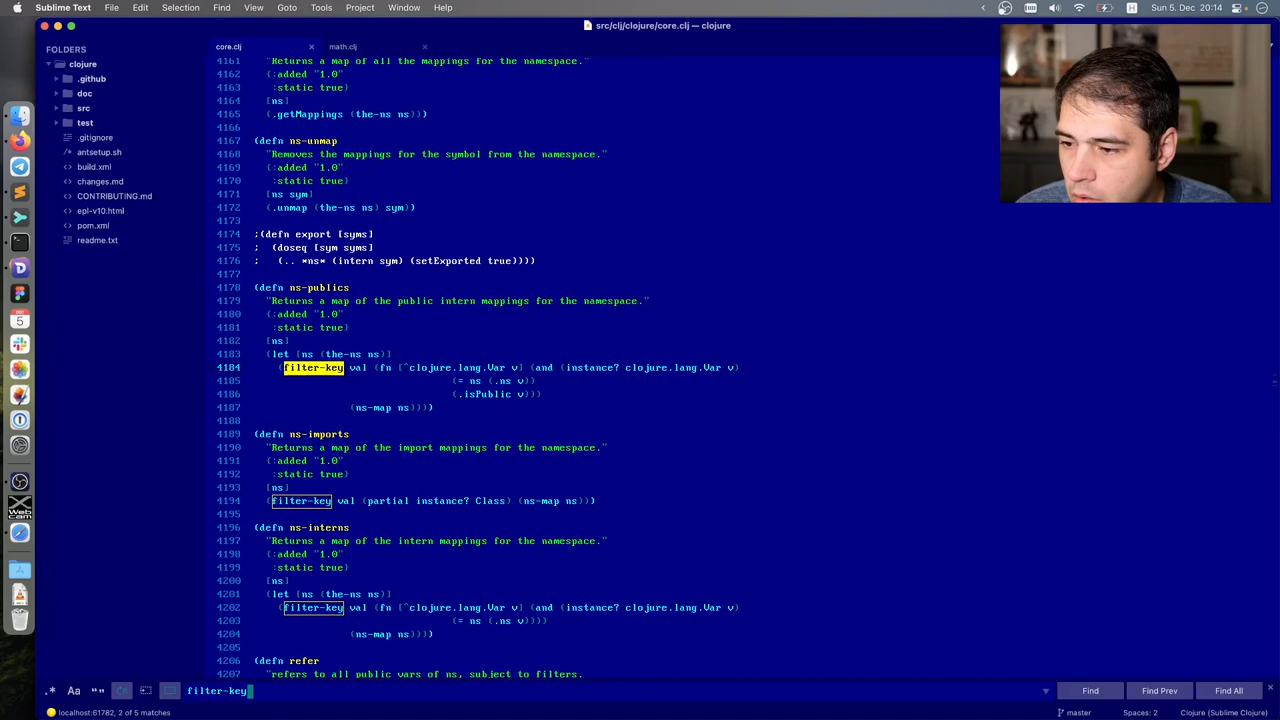 Sublime Text File Edit Selection Find View Goto Tools Project Window Help
Sun 5. Dec 20:14
src/clj/clojure/core.clj — clojure
FOLDERS
clojure
.github
doc
src
test
.gitignore
antsetup.sh
build.xml
changes.md
CONTRIBUTING.md
epl-v10.html
pom.xml
readme.txt
core.clj
math.clj
4161 "Returns a map of all the mappings for the namespace."
4162 {:added "1.0"
4163 :static true}
4164 [ns]
4165 (.getMappings (the-ns ns)))
4166
4167 (defn ns-unmap
4168 "Removes the mappings for the symbol from the namespace."
4169 {:added "1.0"
4170 :static true}
4171 [ns sym]
4172 (.unmap (the-ns ns) sym))
4173
4174 ;(defn export [syms]
4175 ; (doseq [sym syms]
4176 ; (.. *ns* (intern sym) (setExported true))))
4177
4178 (defn ns-publics
4179 "Returns a map of the public intern mappings for the namespace."
4180 {:added "1.0"
4181 :static true}
4182 [ns]
4183 (let [ns (the-ns ns)]
4184 (filter-key val (fn [^clojure.lang.Var v] (and (instance? clojure.lang.Var v)
4185 (= ns (.ns v))
4186 (.isPublic v)))
4187 (ns-map ns))))
4188
4189 (defn ns-imports
4190 "Returns a map of the import mappings for the namespace."
4191 {:added "1.0"
4192 :static true}
4193 [ns]
4194 (filter-key val (partial instance? Class) (ns-map ns)))
4195
4196 (defn ns-interns
4197 "Returns a map of the intern mappings for the namespace."
4198 {:added "1.0"
4199 :static true}
4200 [ns]
4201 (let [ns (the-ns ns)]
4202 (filter-key val (fn [^clojure.lang.Var v] (and (instance? clojure.lang.Var v)
4203 (= ns (.ns v))))
4204 (ns-map ns))))
4205
4206 (defn refer
4207 "refers to all public vars of ns, subject to filters.
DEC
5
Webcam
.* Aa “” filter-key Find Find Prev Find All
localhost:61782, 2 of 5 matches master Spaces: 2 Clojure (Sublime Clojure)